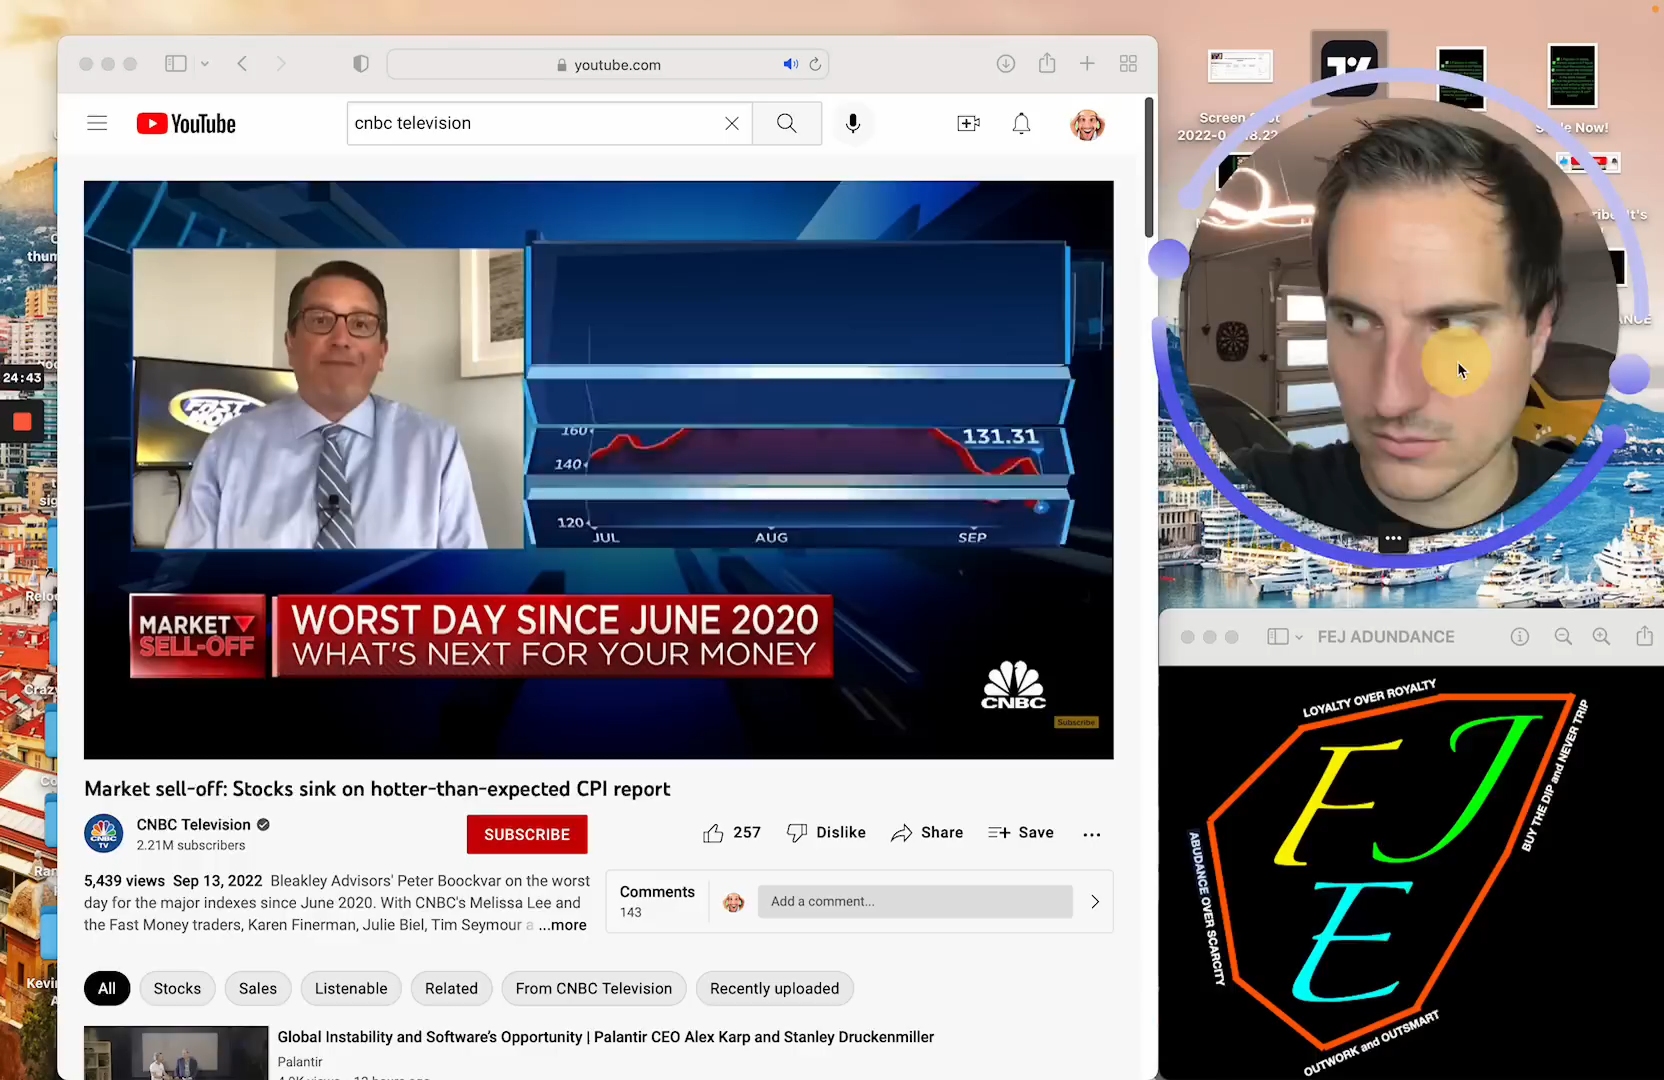 youtube.com
YouTube
cnbc television
Screen Shot
thum
24:43
160
140
120
131.31
JUL
AUG
SEP
MARKET
SELL-OFF
WORST DAY SINCE JUNE 2020
WHAT'S NEXT FOR YOUR MONEY
CNBC
Subscribe
Market sell-off: Stocks sink on hotter-than-expected CPI report
CNBC Television
2.21M subscribers
SUBSCRIBE
257
Dislike
Share
Save
...
5,439 views Sep 13, 2022 Bleakley Advisors' Peter Boockvar on the worst
day for the major indexes since June 2020. With CNBC's Melissa Lee and
the Fast Money traders, Karen Finerman, Julie Biel, Tim Seymour a ...more
Comments
143
Add a comment...
All
Stocks
Sales
Listenable
Related
From CNBC Television
Recently uploaded
Global Instability and Software's Opportunity | Palantir CEO Alex Karp and Stanley Druckenmiller
Palantir
FEJ ADUNDANCE
LOYALTY OVER ROYALTY
BUY THE DIP and NEVER TRIP
ABUDANCE OVER SCARCITY
OUTWORK and OUTSMART
F J
E